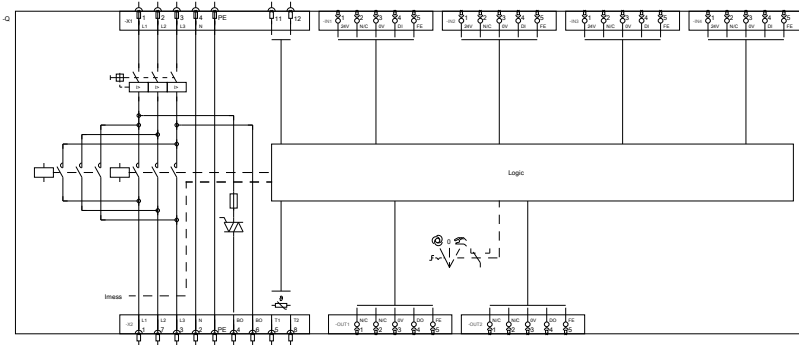 -Q
-X1 1 2 3 4 PE 11 12
L1 L2 L3 N
-IN1 1 2 3 4 5
24V N/C 0V DI FE
-IN2 1 2 3 4 5
24V N/C 0V DI FE
-IN3 1 2 3 4 5
24V N/C 0V DI FE
-IN4 1 2 3 4 5
24V N/C 0V DI FE
I> I> I>
Logic
0
Imess
-X2 L1 L2 L3 N BD BD T1 T2
1 7 3 2 PE 4 6 5 8
-OUT1 N/C N/C 0V DO FE
1 2 3 4 5
-OUT2 N/C N/C 0V DO FE
1 2 3 4 5